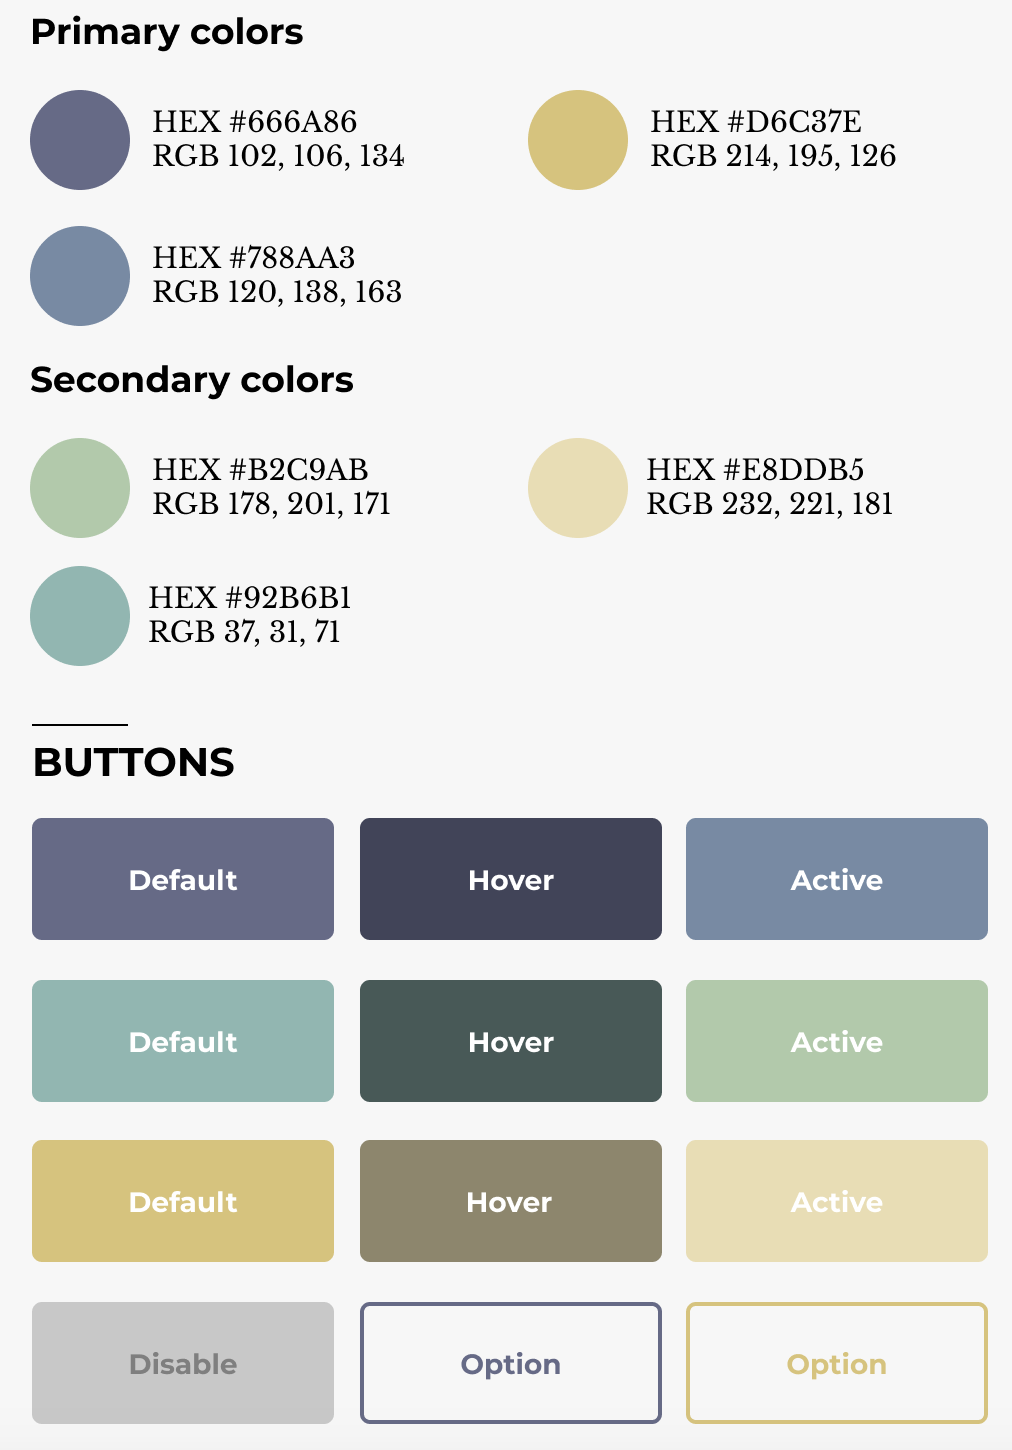 Primary colors
HEX #666A86
RGB 102, 106, 134
HEX #D6C37E
RGB 214, 195, 126
HEX #788AA3
RGB 120, 138, 163
Secondary colors
HEX #B2C9AB
RGB 178, 201, 171
HEX #E8DDB5
RGB 232, 221, 181
HEX #92B6B1
RGB 37, 31, 71
BUTTONS
Default
Hover
Active
Default
Hover
Active
Default
Hover
Active
Disable
Option
Option